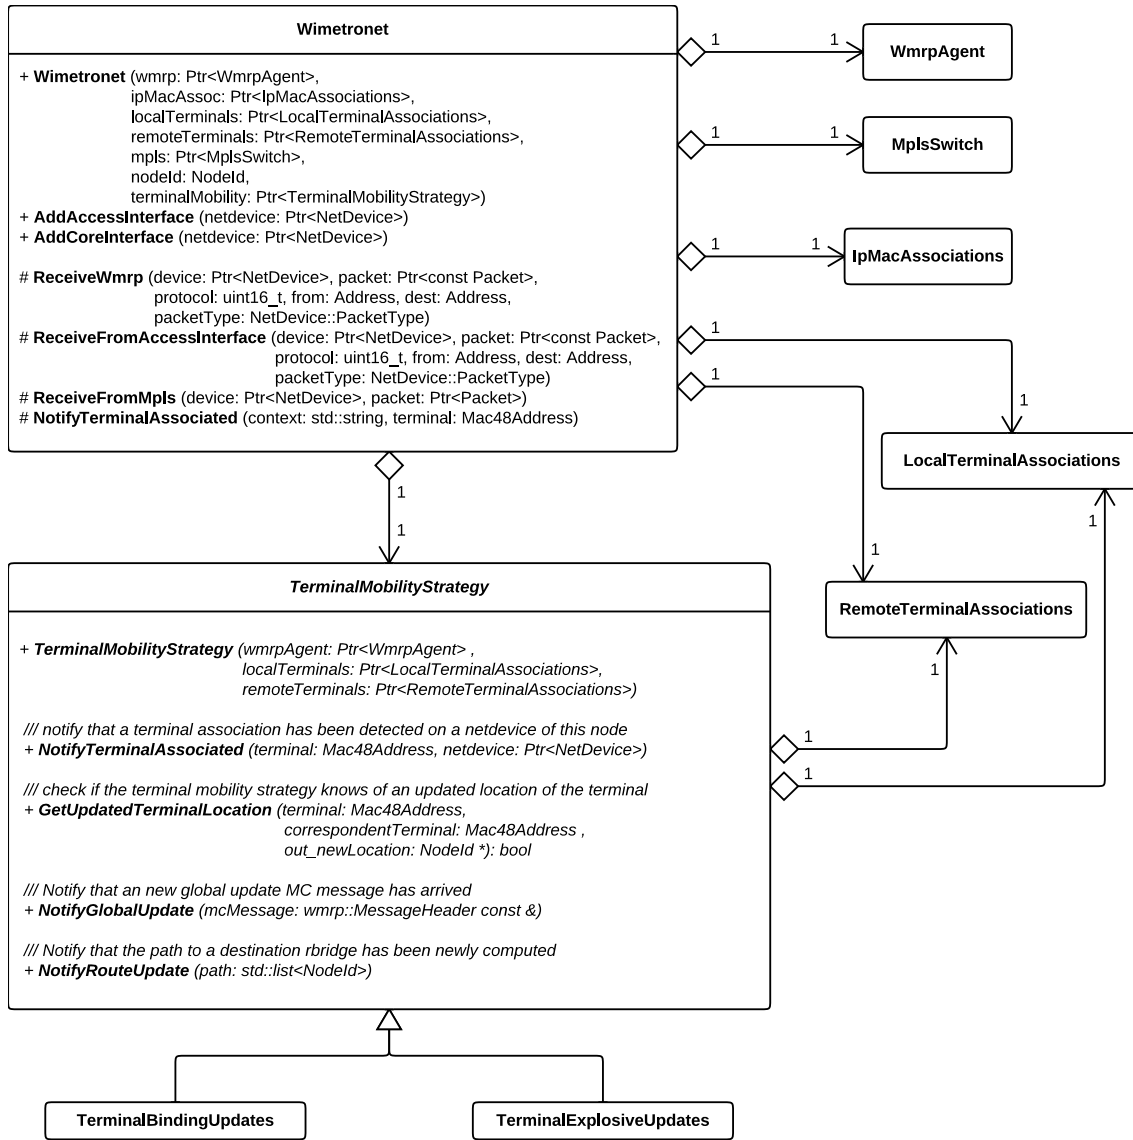 Wimetronet
+ Wimetronet (wmrp: Ptr<WmrpAgent>,
ipMacAssoc: Ptr<IpMacAssociations>,
localTerminals: Ptr<LocalTerminalAssociations>,
remoteTerminals: Ptr<RemoteTerminalAssociations>,
mpls: Ptr<MplsSwitch>,
nodeId: NodeId,
terminalMobility: Ptr<TerminalMobilityStrategy>)
+ AddAccessInterface (netdevice: Ptr<NetDevice>)
+ AddCoreInterface (netdevice: Ptr<NetDevice>)
# ReceiveWmrp (device: Ptr<NetDevice>, packet: Ptr<const Packet>,
protocol: uint16_t, from: Address, dest: Address,
packetType: NetDevice::PacketType)
# ReceiveFromAccessInterface (device: Ptr<NetDevice>, packet: Ptr<const Packet>,
protocol: uint16_t, from: Address, dest: Address,
packetType: NetDevice::PacketType)
# ReceiveFromMpls (device: Ptr<NetDevice>, packet: Ptr<Packet>)
# NotifyTerminalAssociated (context: std::string, terminal: Mac48Address)
1 1
WmrpAgent
1 1
MplsSwitch
1 1
IpMacAssociations
1
1
LocalTerminalAssociations
1
1
RemoteTerminalAssociations
1
1
TerminalMobilityStrategy
+ TerminalMobilityStrategy (wmrpAgent: Ptr<WmrpAgent> ,
localTerminals: Ptr<LocalTerminalAssociations>,
remoteTerminals: Ptr<RemoteTerminalAssociations>)
/// notify that a terminal association has been detected on a netdevice of this node
+ NotifyTerminalAssociated (terminal: Mac48Address, netdevice: Ptr<NetDevice>)
/// check if the terminal mobility strategy knows of an updated location of the terminal
+ GetUpdatedTerminalLocation (terminal: Mac48Address,
correspondentTerminal: Mac48Address ,
out_newLocation: NodeId *): bool
/// Notify that an new global update MC message has arrived
+ NotifyGlobalUpdate (mcMessage: wmrp::MessageHeader const &)
/// Notify that the path to a destination rbridge has been newly computed
+ NotifyRouteUpdate (path: std::list<NodeId>)
1
1
1
1
TerminalBindingUpdates
TerminalExplosiveUpdates